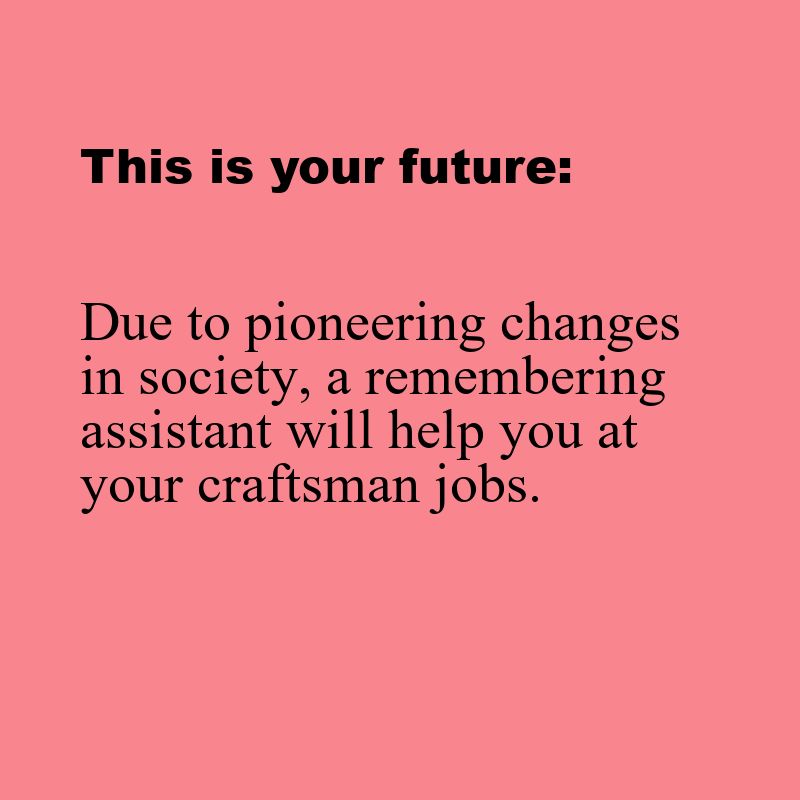 This is your future:
Due to pioneering changes
in society, a remembering
assistant will help you at
your craftsman jobs.